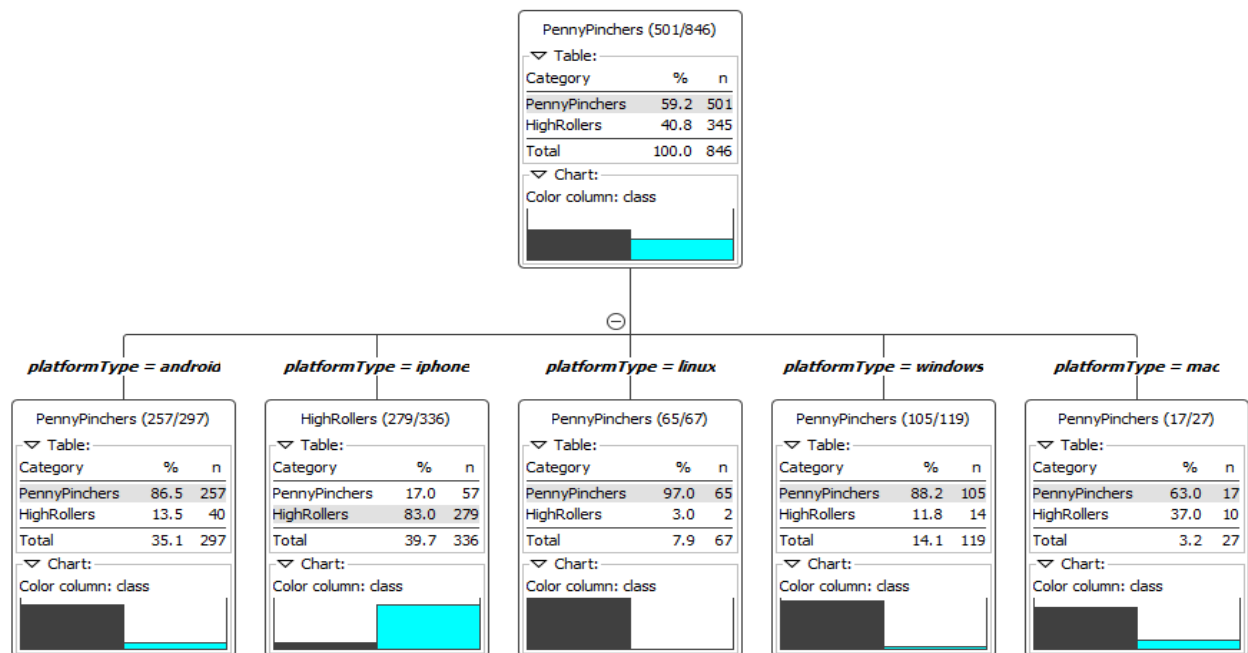 PennyPinchers (501/846)
Table:
Category % n
PennyPinchers 59.2 501
HighRollers 40.8 345
Total 100.0 846
Chart:
Color column: class
platformType = android
PennyPinchers (257/297)
Table:
Category % n
PennyPinchers 86.5 257
HighRollers 13.5 40
Total 35.1 297
Chart:
Color column: class
platformType = iphone
HighRollers (279/336)
Table:
Category % n
PennyPinchers 17.0 57
HighRollers 83.0 279
Total 39.7 336
Chart:
Color column: class
platformType = linux
PennyPinchers (65/67)
Table:
Category % n
PennyPinchers 97.0 65
HighRollers 3.0 2
Total 7.9 67
Chart:
Color column: class
platformType = windows
PennyPinchers (105/119)
Table:
Category % n
PennyPinchers 88.2 105
HighRollers 11.8 14
Total 14.1 119
Chart:
Color column: class
platformType = mac
PennyPinchers (17/27)
Table:
Category % n
PennyPinchers 63.0 17
HighRollers 37.0 10
Total 3.2 27
Chart:
Color column: class